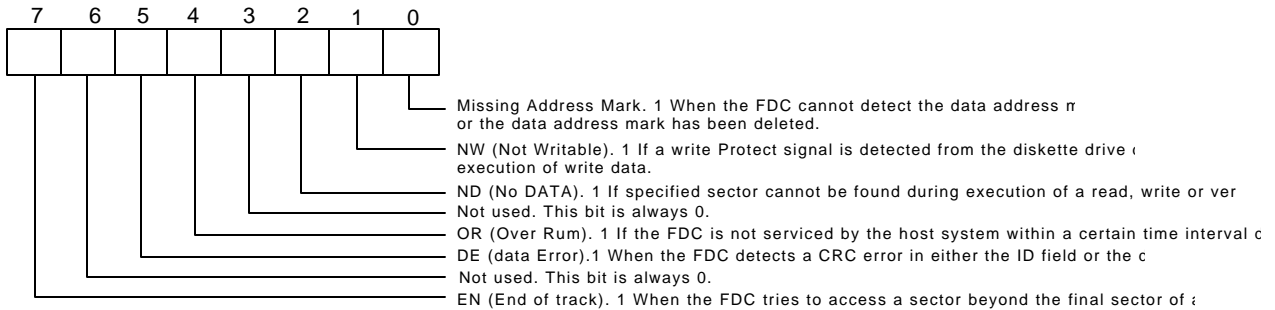 7 6 5 4 3 2 1 0
Missing Address Mark. 1 When the FDC cannot detect the data address
or the data address mark has been deleted.
NW (Not Writable). 1 If a write Protect signal is detected from the diskette drive
execution of write data.
ND (No DATA). 1 If specified sector cannot be found during execution of a read, write or ver
Not used. This bit is always 0.
OR (Over Rum). 1 If the FDC is not serviced by the host system within a certain time interval
DE (data Error).1 When the FDC detects a CRC error in either the ID field or the
Not used. This bit is always 0.
EN (End of track). 1 When the FDC tries to access a sector beyond the final sector of